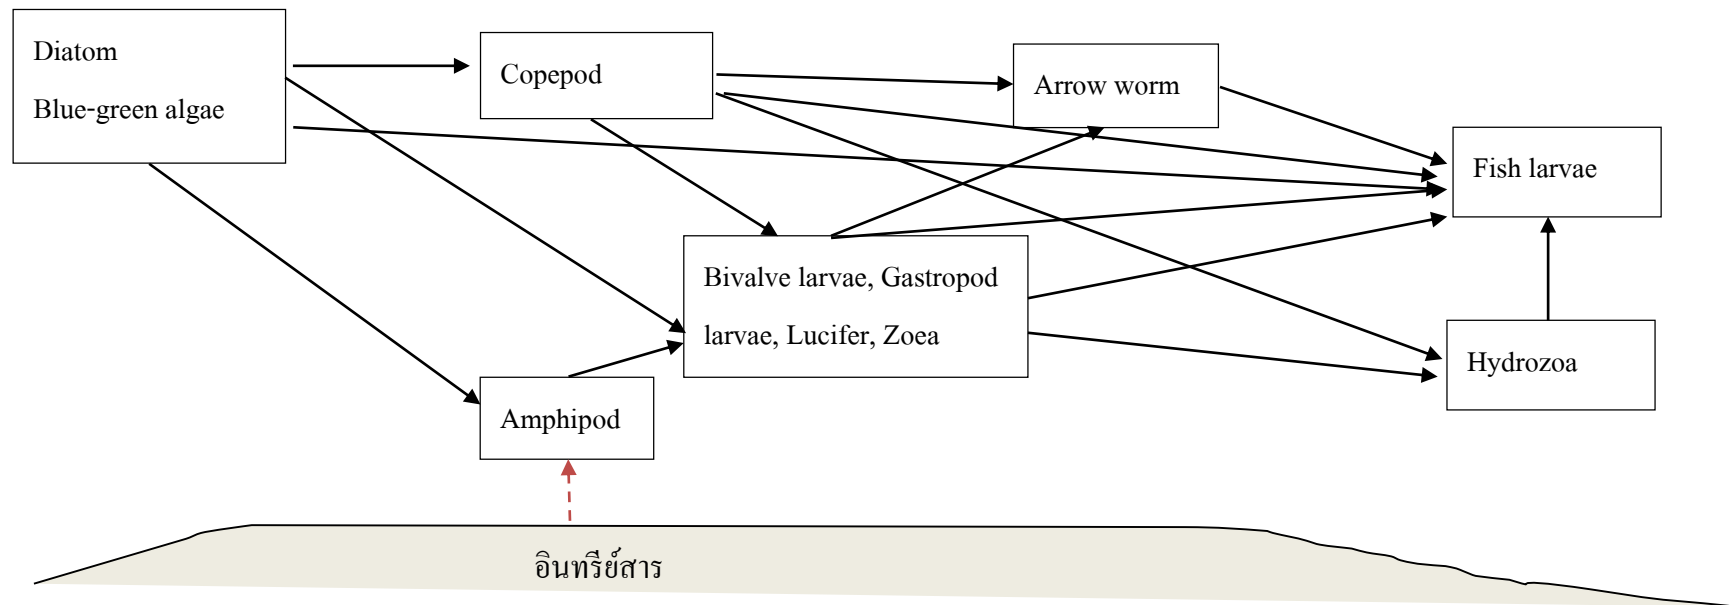 Diatom
Blue-green algae
Copepod
Arrow worm
Fish larvae
Bivalve larvae, Gastropod
larvae, Lucifer, Zoea
Hydrozoa
Amphipod
อินทรีย์สาร